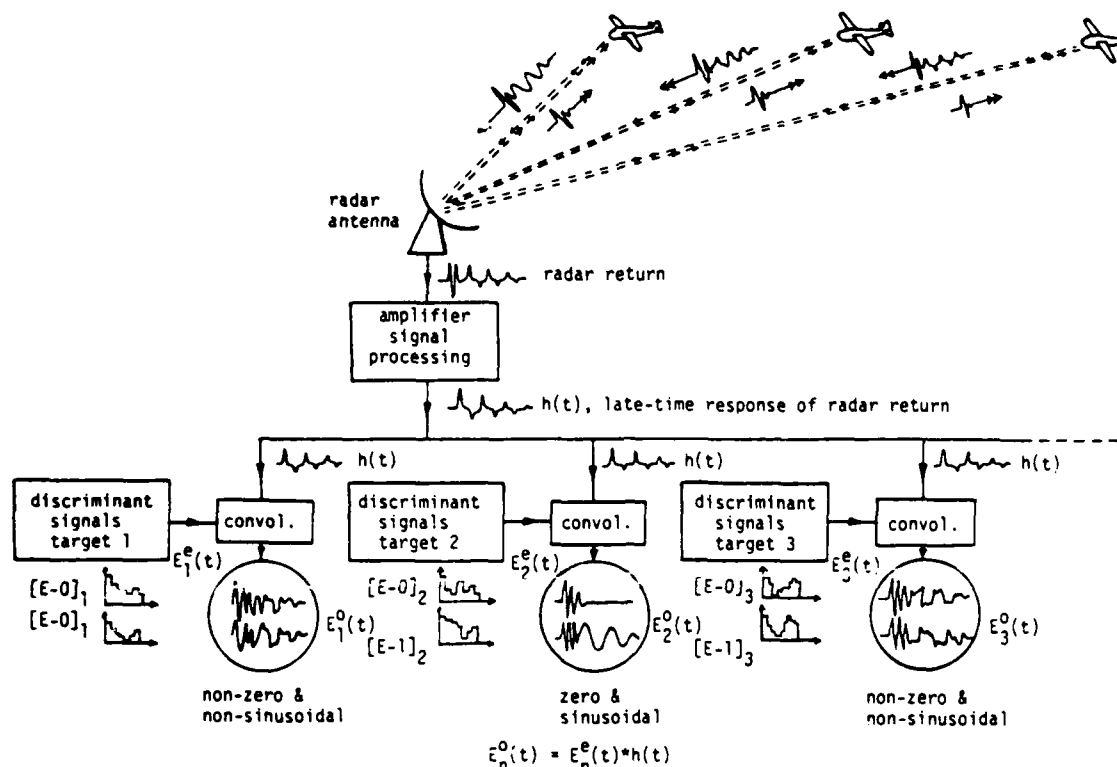 radar
antenna
radar return
amplifier
signal
processing
h(t), late-time response of radar return
h(t)
h(t)
h(t)
discriminant
signals
target 1
convol.
discriminant
signals
target 2
convol.
discriminant
signals
target 3
convol.
E₁ᵉ(t)
E₂ᵉ(t)
E₃ᵉ(t)
[E-0]₁
[E-0]₂
[E-0]₃
[E-0]₁
E₁ᵒ(t)
[E-1]₂
E₂ᵒ(t)
[E-1]₃
E₃ᵒ(t)
non-zero &
non-sinusoidal
zero &
sinusoidal
non-zero &
non-sinusoidal
Eₙᵒ(t) = Eₙᵉ(t)*h(t)